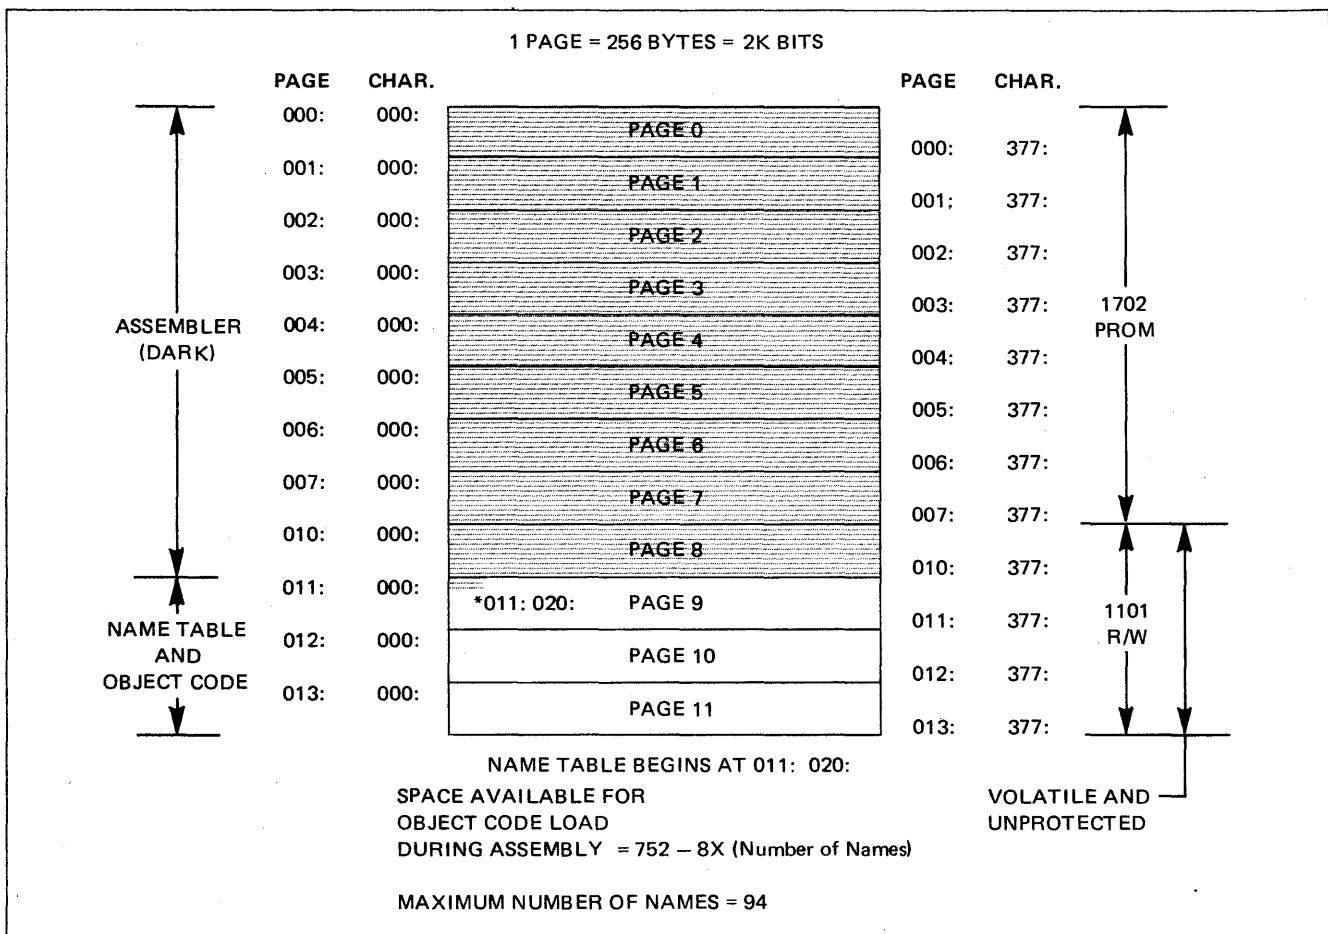 1 PAGE = 256 BYTES = 2K BITS
PAGE CHAR. PAGE CHAR.
000: 000: PAGE 0
000: 377:
001: 000: PAGE 1
001; 377:
002: 000: PAGE 2
002: 377:
003: 000: PAGE 3
003: 377: 1702
ASSEMBLER 004: 000: PAGE 4 PROM
(DARK)
004: 377:
005: 000: PAGE 5
005: 377:
006: 000: PAGE 6
006: 377:
007: 000: PAGE 7
007: 377:
010: 000: PAGE 8
010: 377:
011: 000:
*011: 020: PAGE 9
011: 377: 1101
NAME TABLE 012: 000: R/W
AND PAGE 10
OBJECT CODE 012: 377:
013: 000: PAGE 11
013: 377:
NAME TABLE BEGINS AT 011: 020:
SPACE AVAILABLE FOR
OBJECT CODE LOAD
DURING ASSEMBLY = 752 – 8X (Number of Names)
VOLATILE AND
UNPROTECTED
MAXIMUM NUMBER OF NAMES = 94